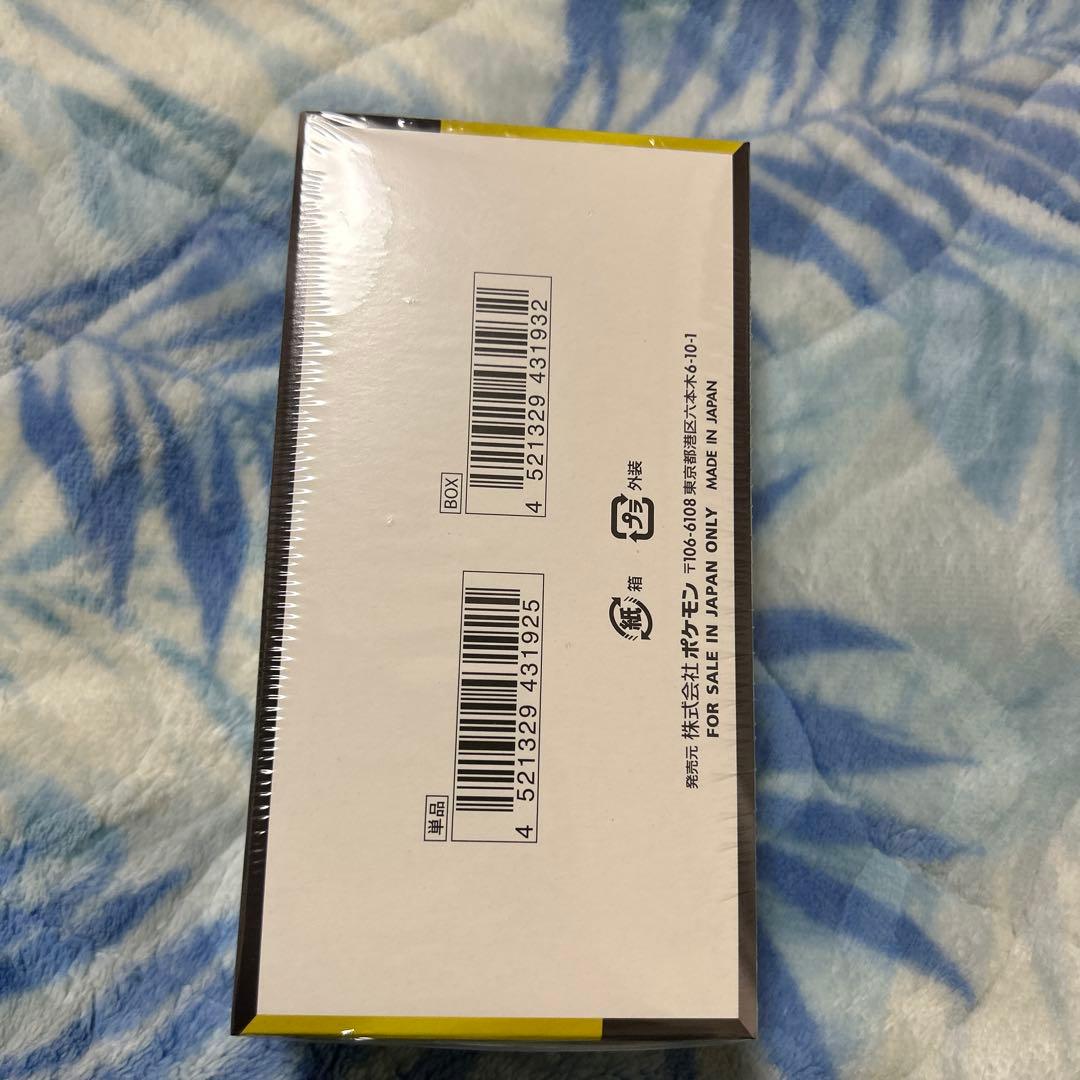 単品
4 521329 431925
BOX
4 521329 431932
紙 箱
プラ 外装
発売元 株式会社 ポケモン 〒106-6108 東京都港区六本木6-10-1
FOR SALE IN JAPAN ONLY MADE IN JAPAN